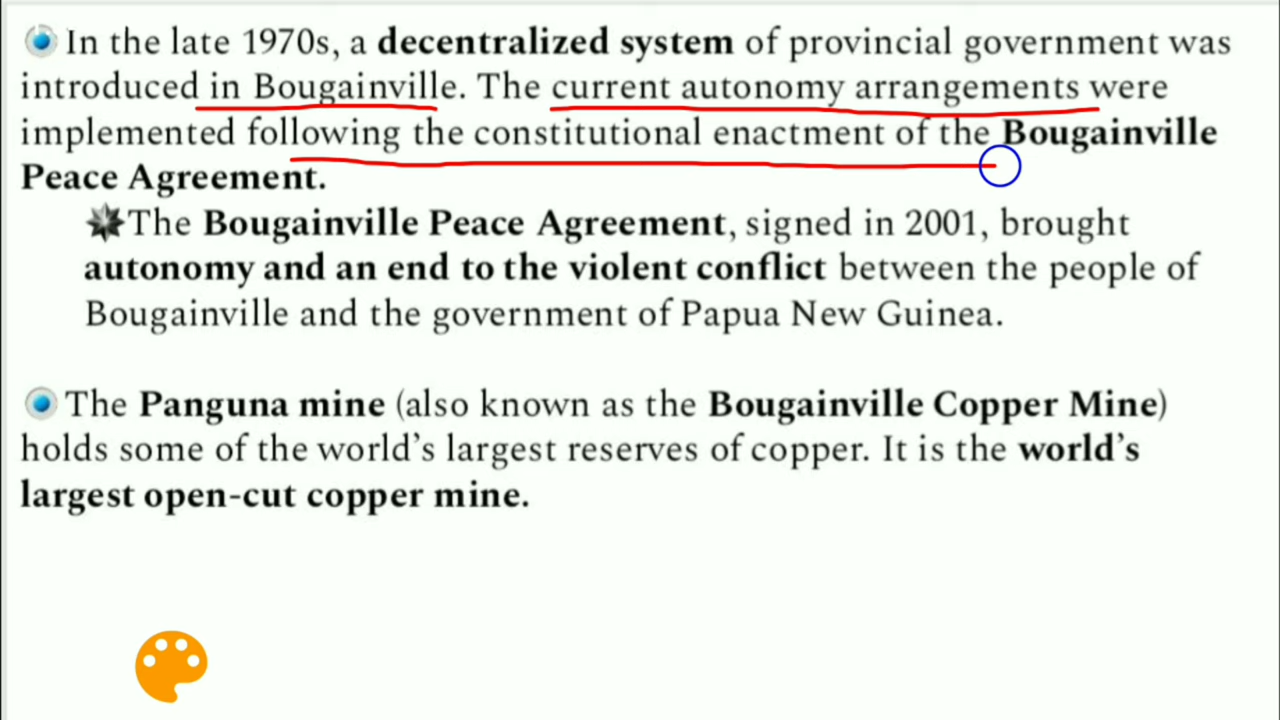 In the late 1970s, a decentralized system of provincial government was
introduced in Bougainville. The current autonomy arrangements were
implemented following the constitutional enactment of the Bougainville
Peace Agreement.
The Bougainville Peace Agreement, signed in 2001, brought
autonomy and an end to the violent conflict between the people of
Bougainville and the government of Papua New Guinea.
The Panguna mine (also known as the Bougainville Copper Mine)
holds some of the world’s largest reserves of copper. It is the world’s
largest open-cut copper mine.